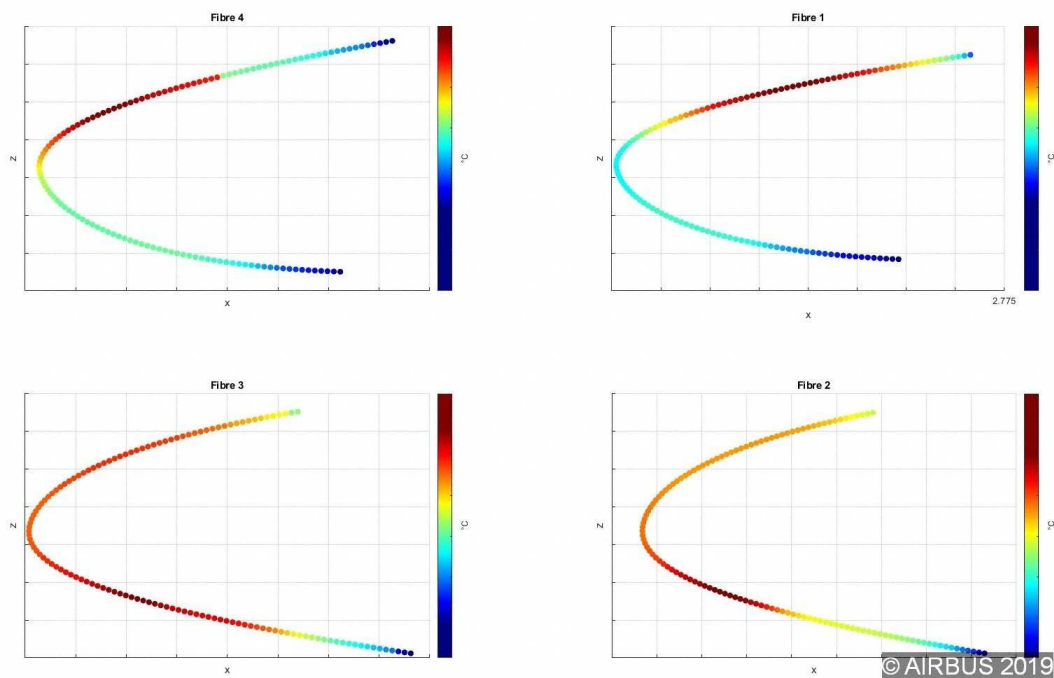 Fibre 4
Z
°C
x
Fibre 1
Z
°C
2.775
x
Fibre 3
Z
°C
x
Fibre 2
Z
°C
x
© AIRBUS 2019